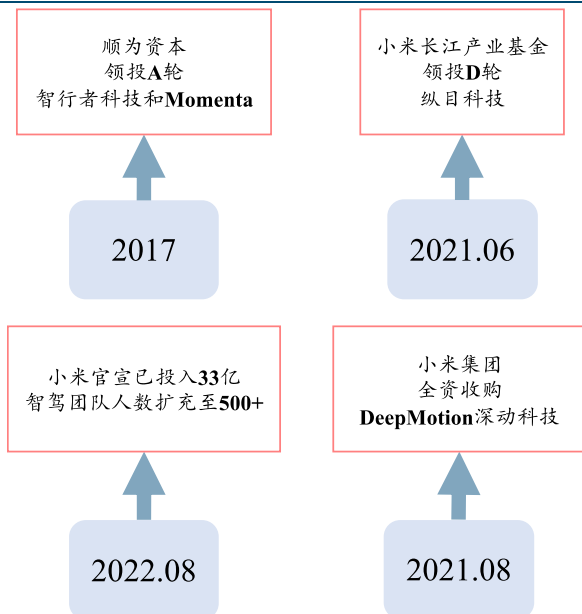 顺为资本
领投A轮
智行者科技和Momenta
2017
小米长江产业基金
领投D轮
纵目科技
2021.06
小米官宣已投入33亿
智驾团队人数扩充至500+
2022.08
小米集团
全资收购
DeepMotion深动科技
2021.08